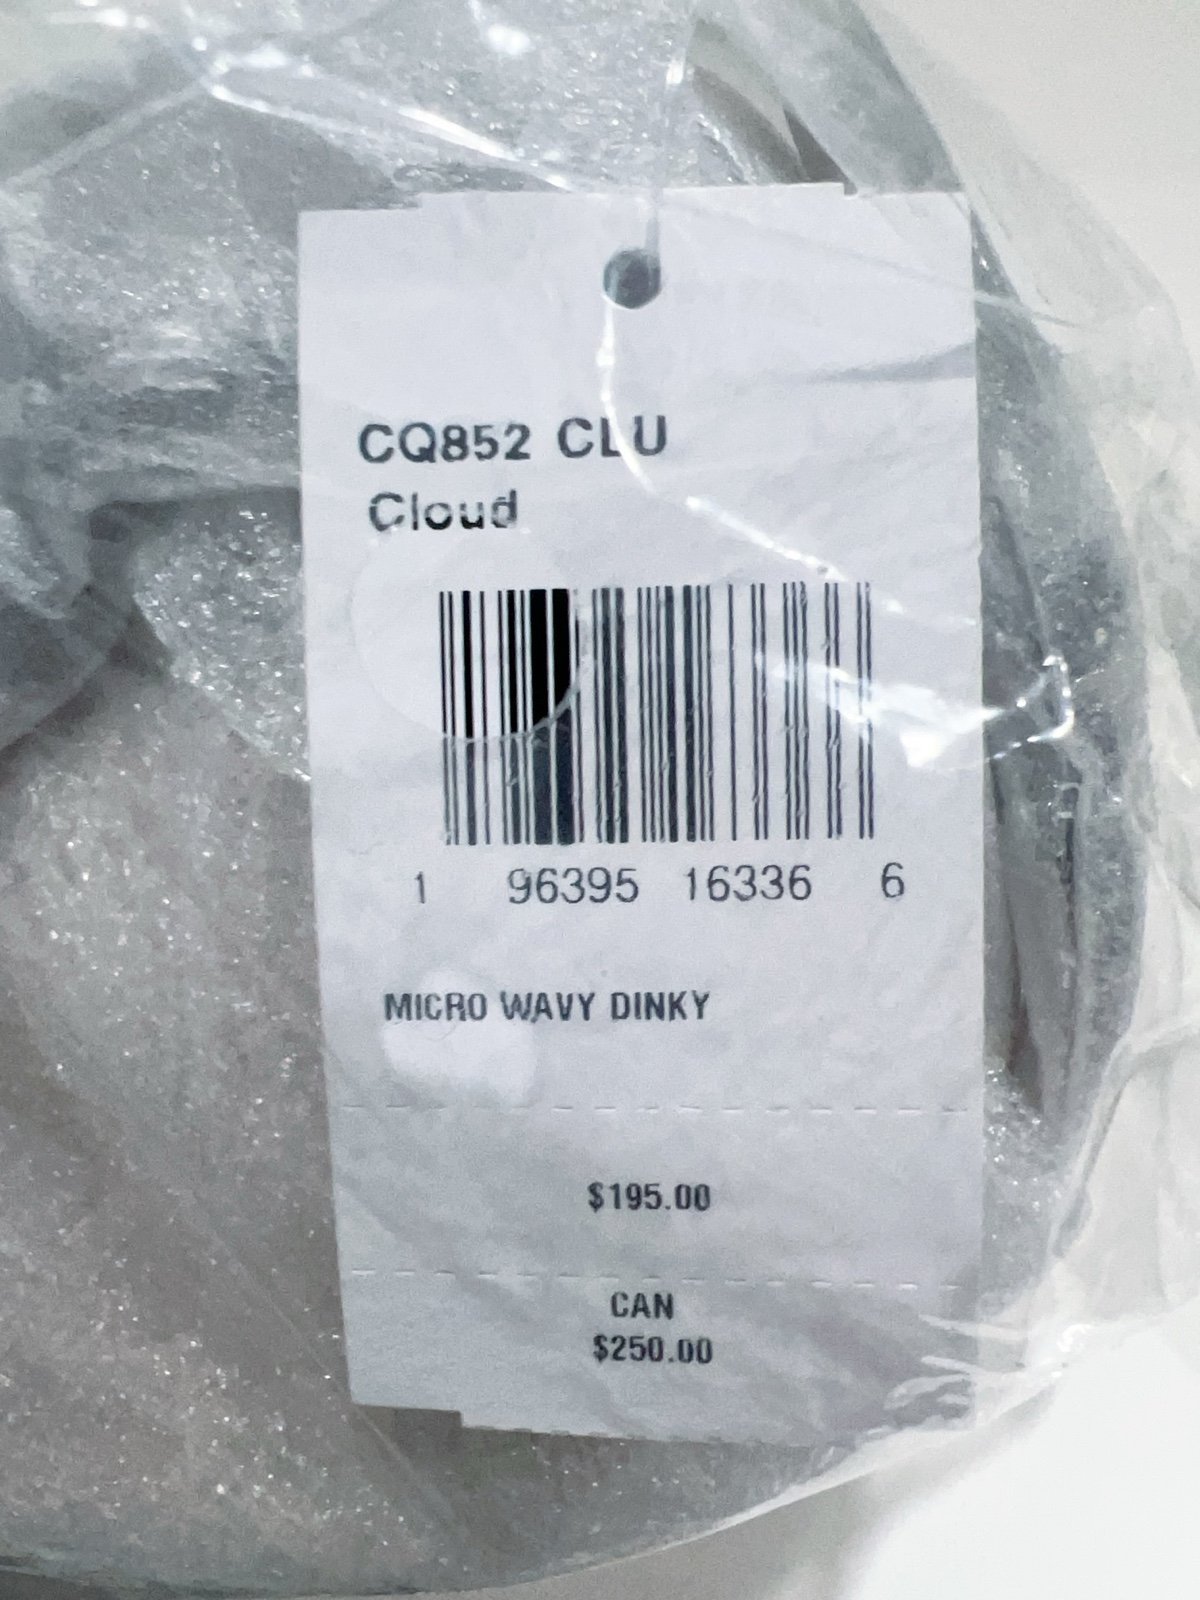 CQ852 CLU
Cloud
1 96395 16336 6
MICRO WAVY DINKY
$195.00
CAN
$250.00